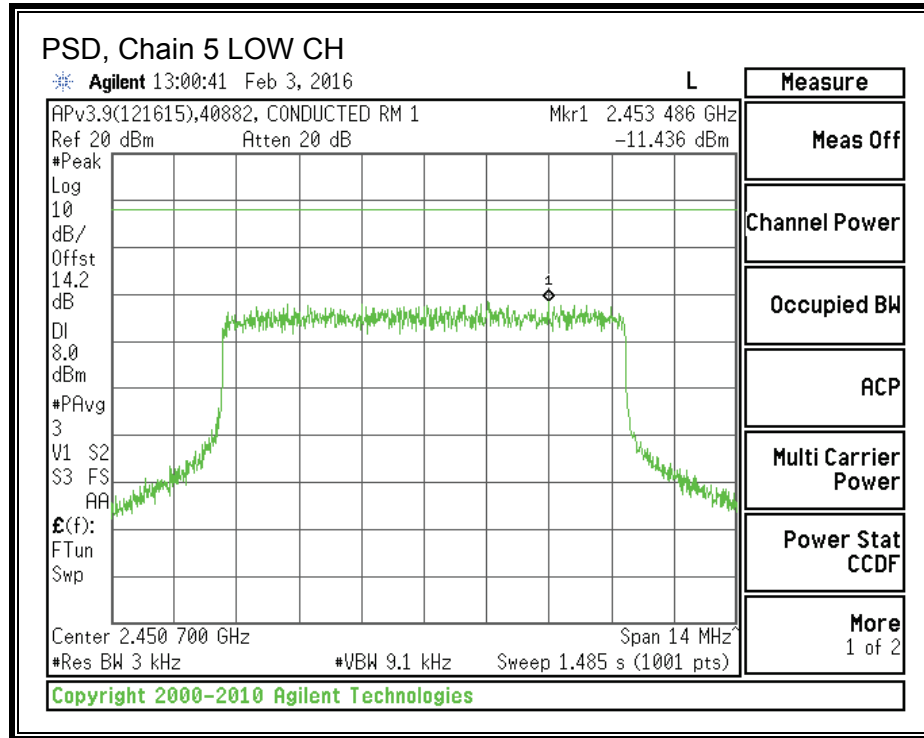 PSD, Chain 5 LOW CH
Agilent 13:00:41 Feb 3, 2016 L
Measure
APv3.9(121615),40882, CONDUCTED RM 1 Mkr1 2.453 486 GHz
Ref 20 dBm Atten 20 dB -11.436 dBm
#Peak
Log
10
dB/
Offst
14.2
dB
DI
8.0
dBm
#PAvg
3
V1 S2
S3 FS
AA
£(f):
FTun
Swp
1
Center 2.450 700 GHz Span 14 MHz^
#Res BW 3 kHz #VBW 9.1 kHz Sweep 1.485 s (1001 pts)
Copyright 2000-2010 Agilent Technologies
Meas Off
Channel Power
Occupied BW
ACP
Multi Carrier
Power
Power Stat
CCDF
More
1 of 2